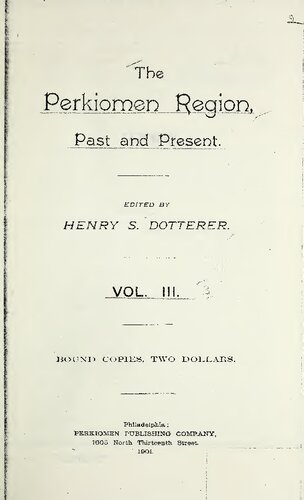 The
Perkiomen Region,
Past and Present.
EDITED BY
HENRY S. DOTTERER.
VOL. III. 3
BOUND COPIES, TWO DOLLARS.
Philadelphia:
PERKIOMEN PUBLISHING COMPANY,
1605 North Thirteenth Street.
1901.